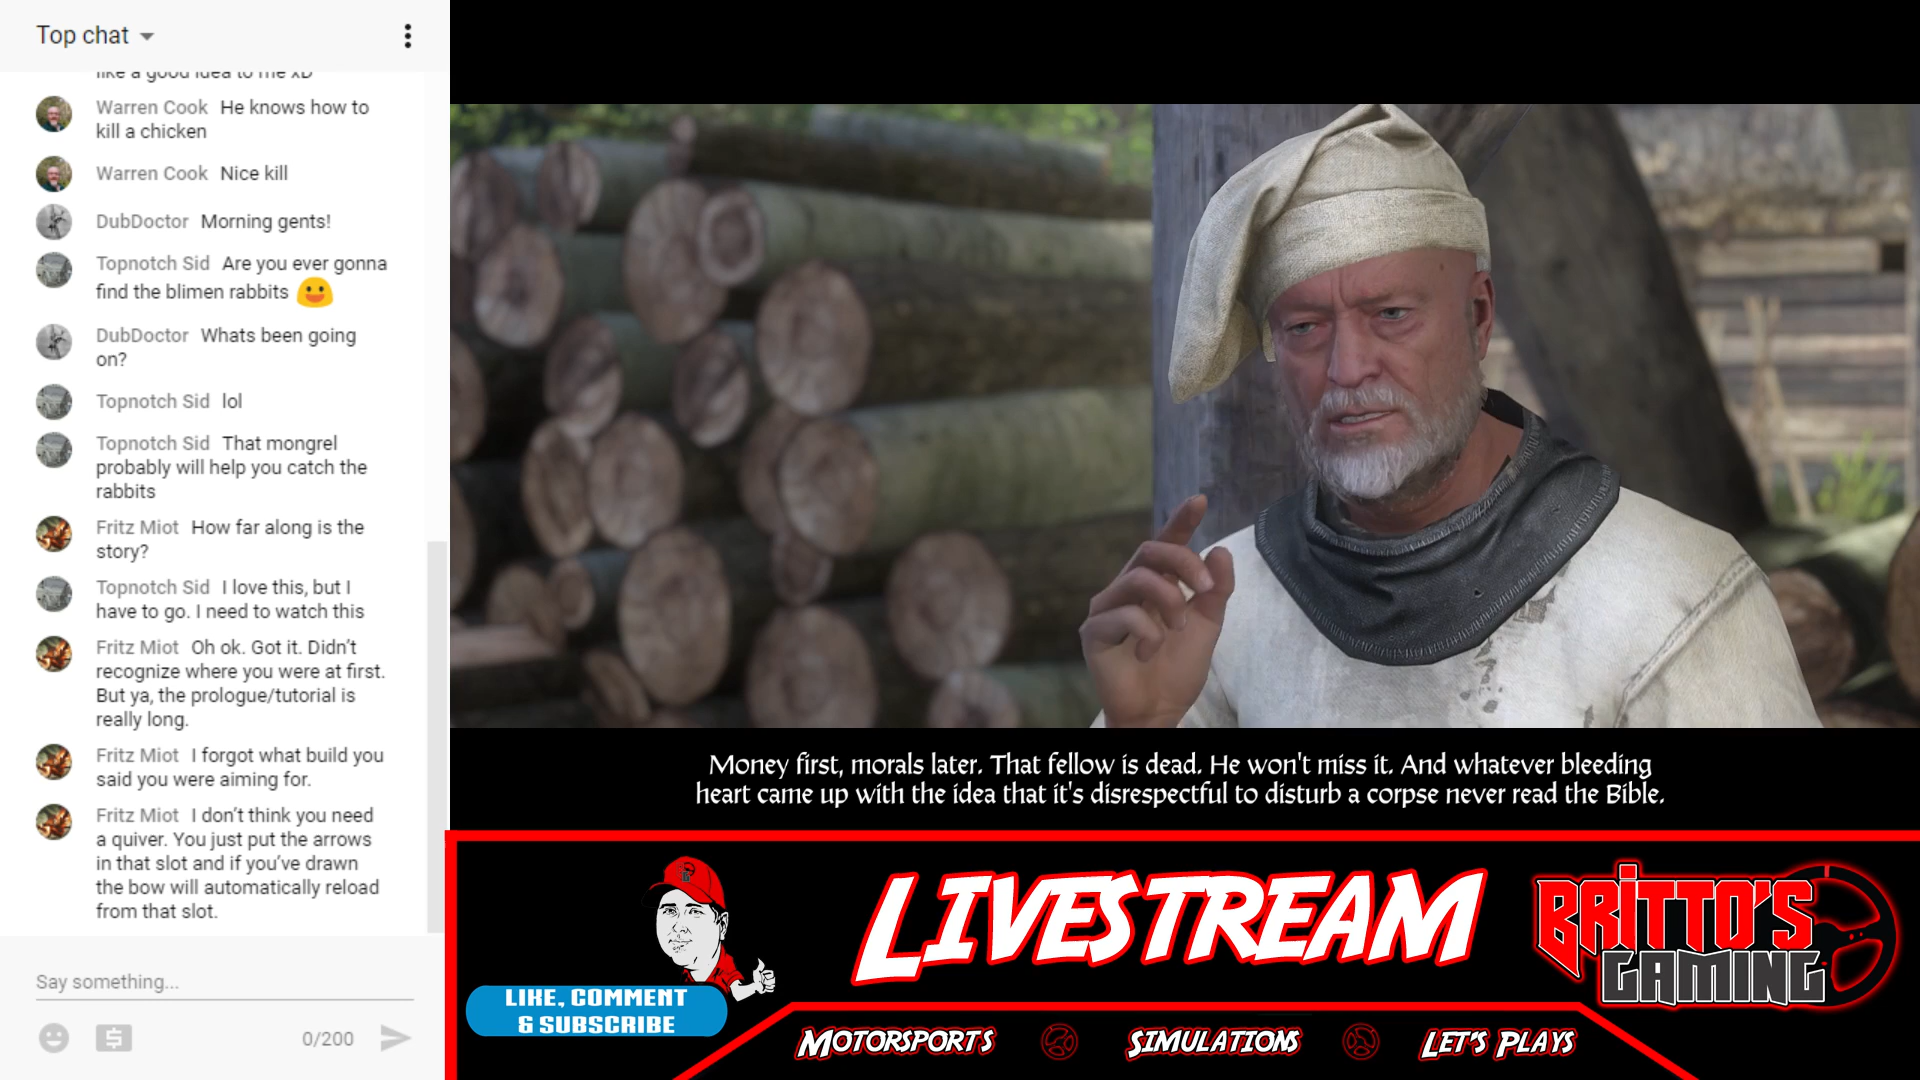 Top chat
like a good idea to me xD
Warren Cook He knows how to
kill a chicken
Warren Cook Nice kill
DubDoctor Morning gents!
Topnotch Sid Are you ever gonna
find the blimen rabbits
DubDoctor Whats been going
on?
Topnotch Sid lol
Topnotch Sid That mongrel
probably will help you catch the
rabbits
Fritz Miot How far along is the
story?
Topnotch Sid I love this, but I
have to go. I need to watch this
Fritz Miot Oh ok. Got it. Didn’t
recognize where you were at first.
But ya, the prologue/tutorial is
really long.
Fritz Miot I forgot what build you
said you were aiming for.
Fritz Miot I don’t think you need
a quiver. You just put the arrows
in that slot and if you’ve drawn
the bow will automatically reload
from that slot.
Say something...
0/200
Money first, morals later. That fellow is dead. He won't miss it. And whatever bleeding
heart came up with the idea that it's disrespectful to disturb a corpse never read the Bible.
LIVESTREAM
BRITTO'S
GAMING
LIKE, COMMENT
& SUBSCRIBE
MOTORSPORTS
SIMULATIONS
LET'S PLAYS